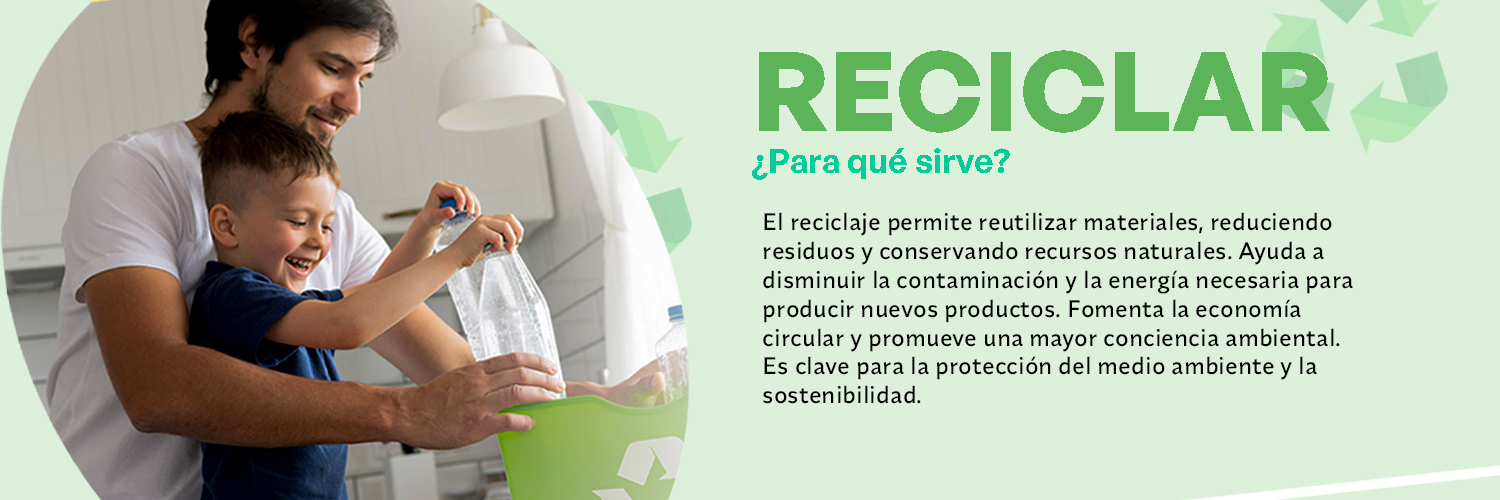 RECICLAR
¿Para qué sirve?
El reciclaje permite reutilizar materiales, reduciendo
residuos y conservando recursos naturales. Ayuda a
disminuir la contaminación y la energía necesaria para
producir nuevos productos. Fomenta la economía
circular y promueve una mayor conciencia ambiental.
Es clave para la protección del medio ambiente y la
sostenibilidad.